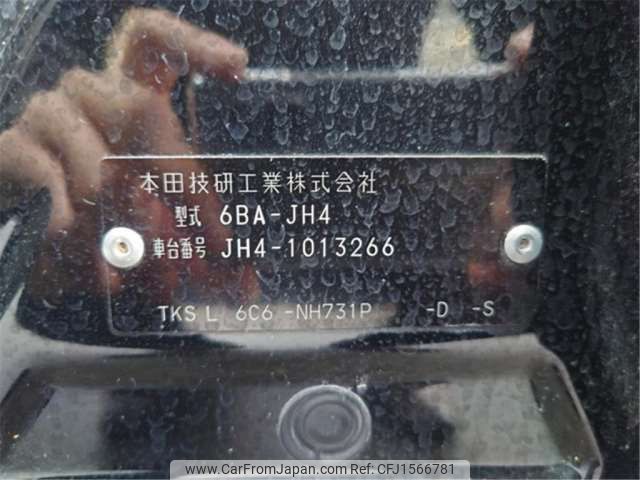 本田技研工業株式会社
型式 6BA-JH4
車台番号 JH4-1013266
TKS L 6C6 -NH731P -D -S
www.CarFromJapan.com REF No CFJ1566781